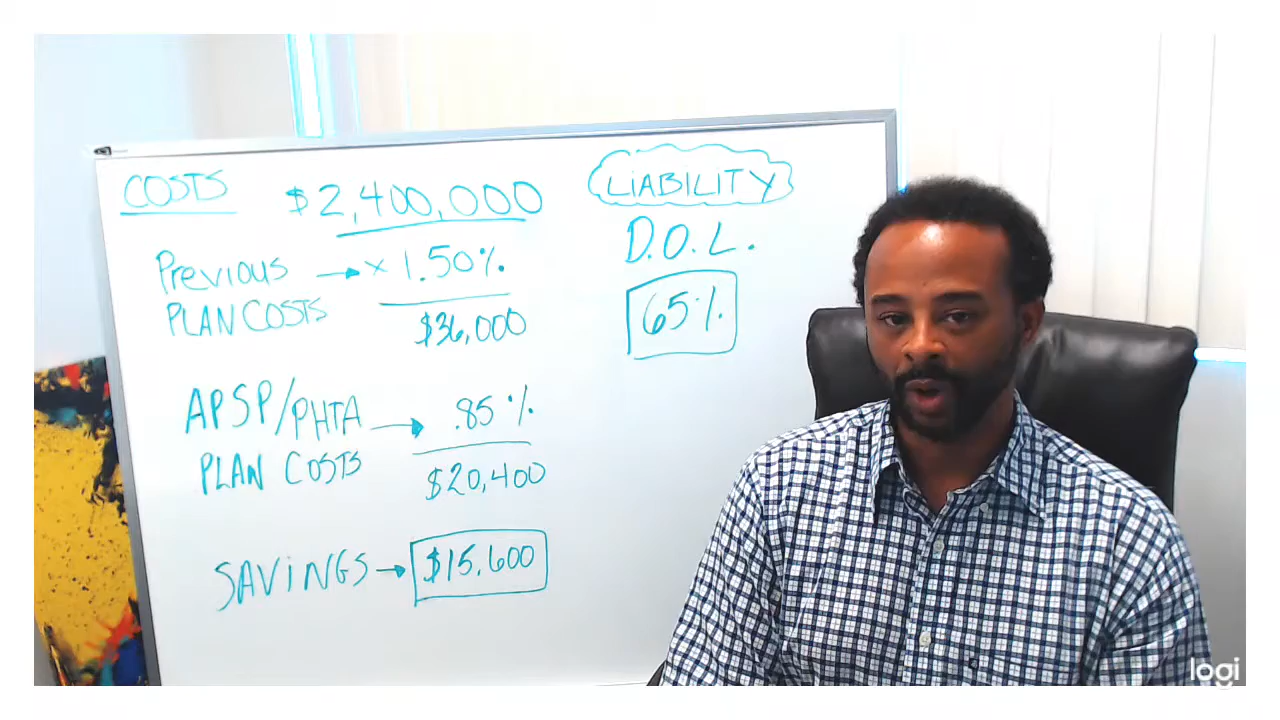 COSTS
$2,400,000
Previous → × 1.50%
PLAN COSTS
$36,000
APSP/PHTA → .85%
PLAN COSTS
$20,400
SAViNGS → $15,600
LiABILITY
D.O.L.
65%
logi